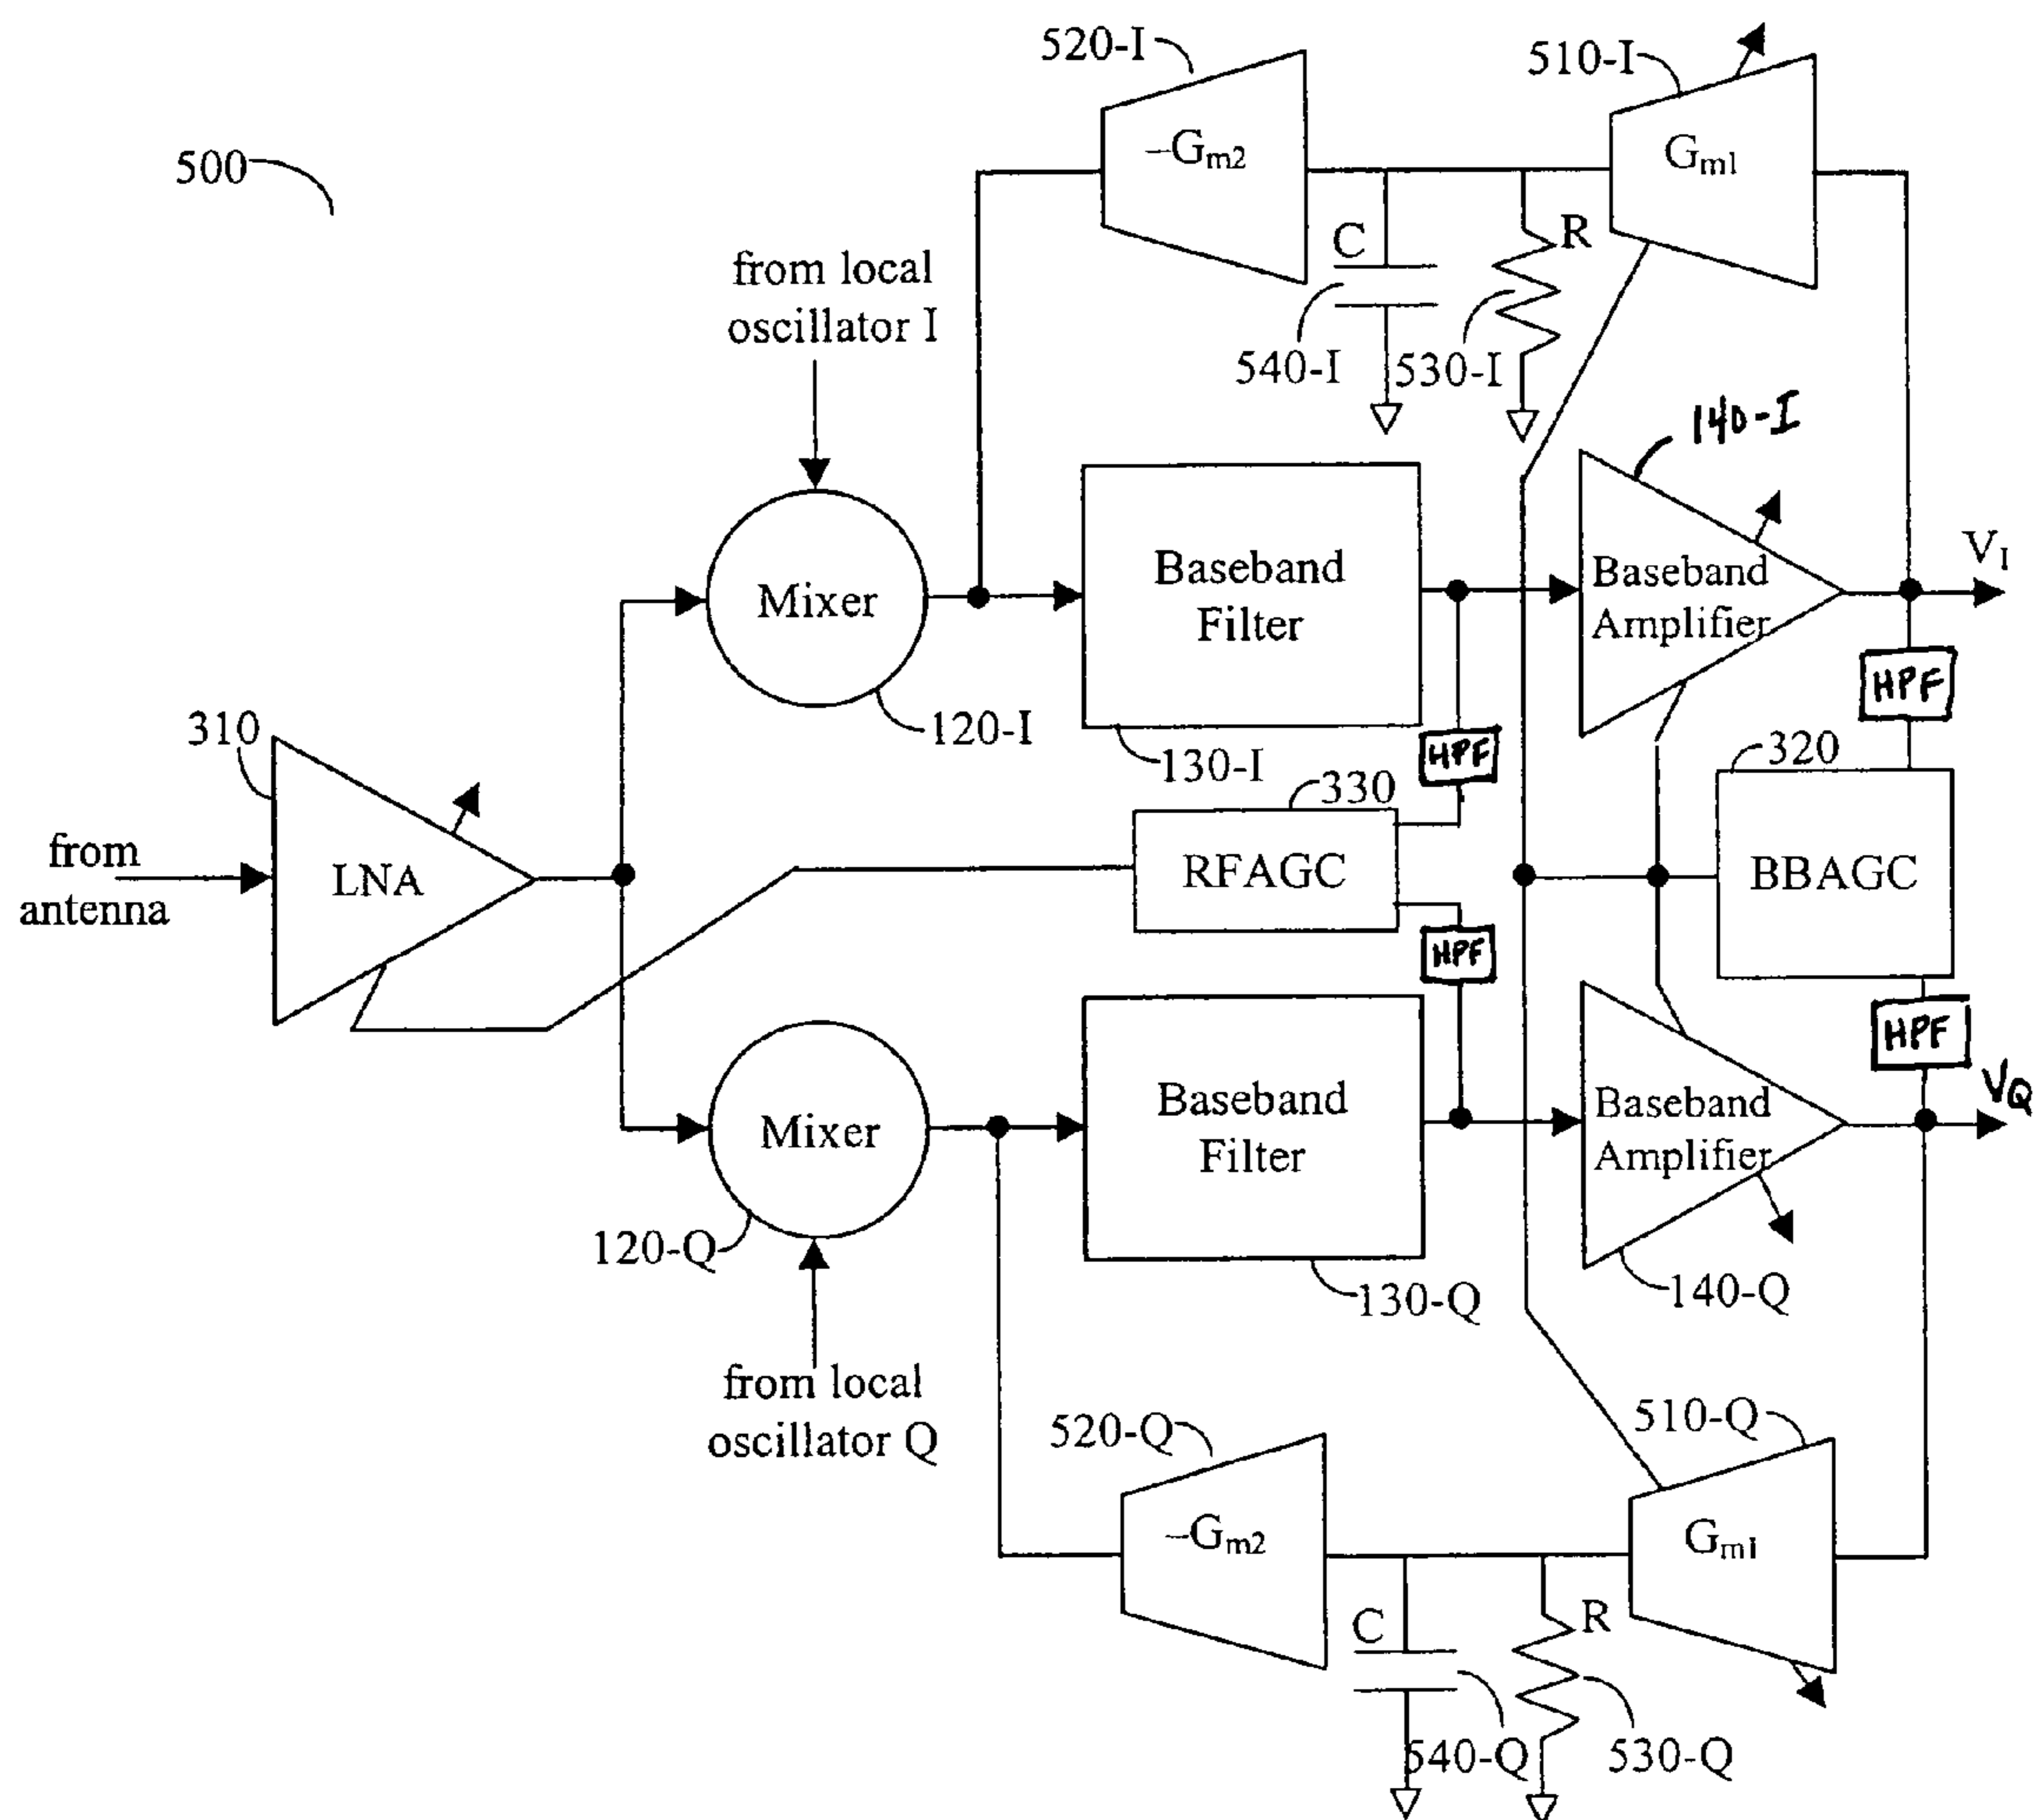 520-I
510-I
500
–Gm2
Gm1
C
R
from local
oscillator I
540-I
530-I
140-I
Mixer
Baseband
Filter
Baseband
Amplifier
VI
HPF
120-I
130-I
HPF
310
330
320
from
antenna
LNA
RFAGC
BBAGC
HPF
HPF
Mixer
Baseband
Filter
Baseband
Amplifier
VQ
120-Q
130-Q
140-Q
from local
oscillator Q
520-Q
510-Q
–Gm2
Gm1
C
R
540-Q
530-Q